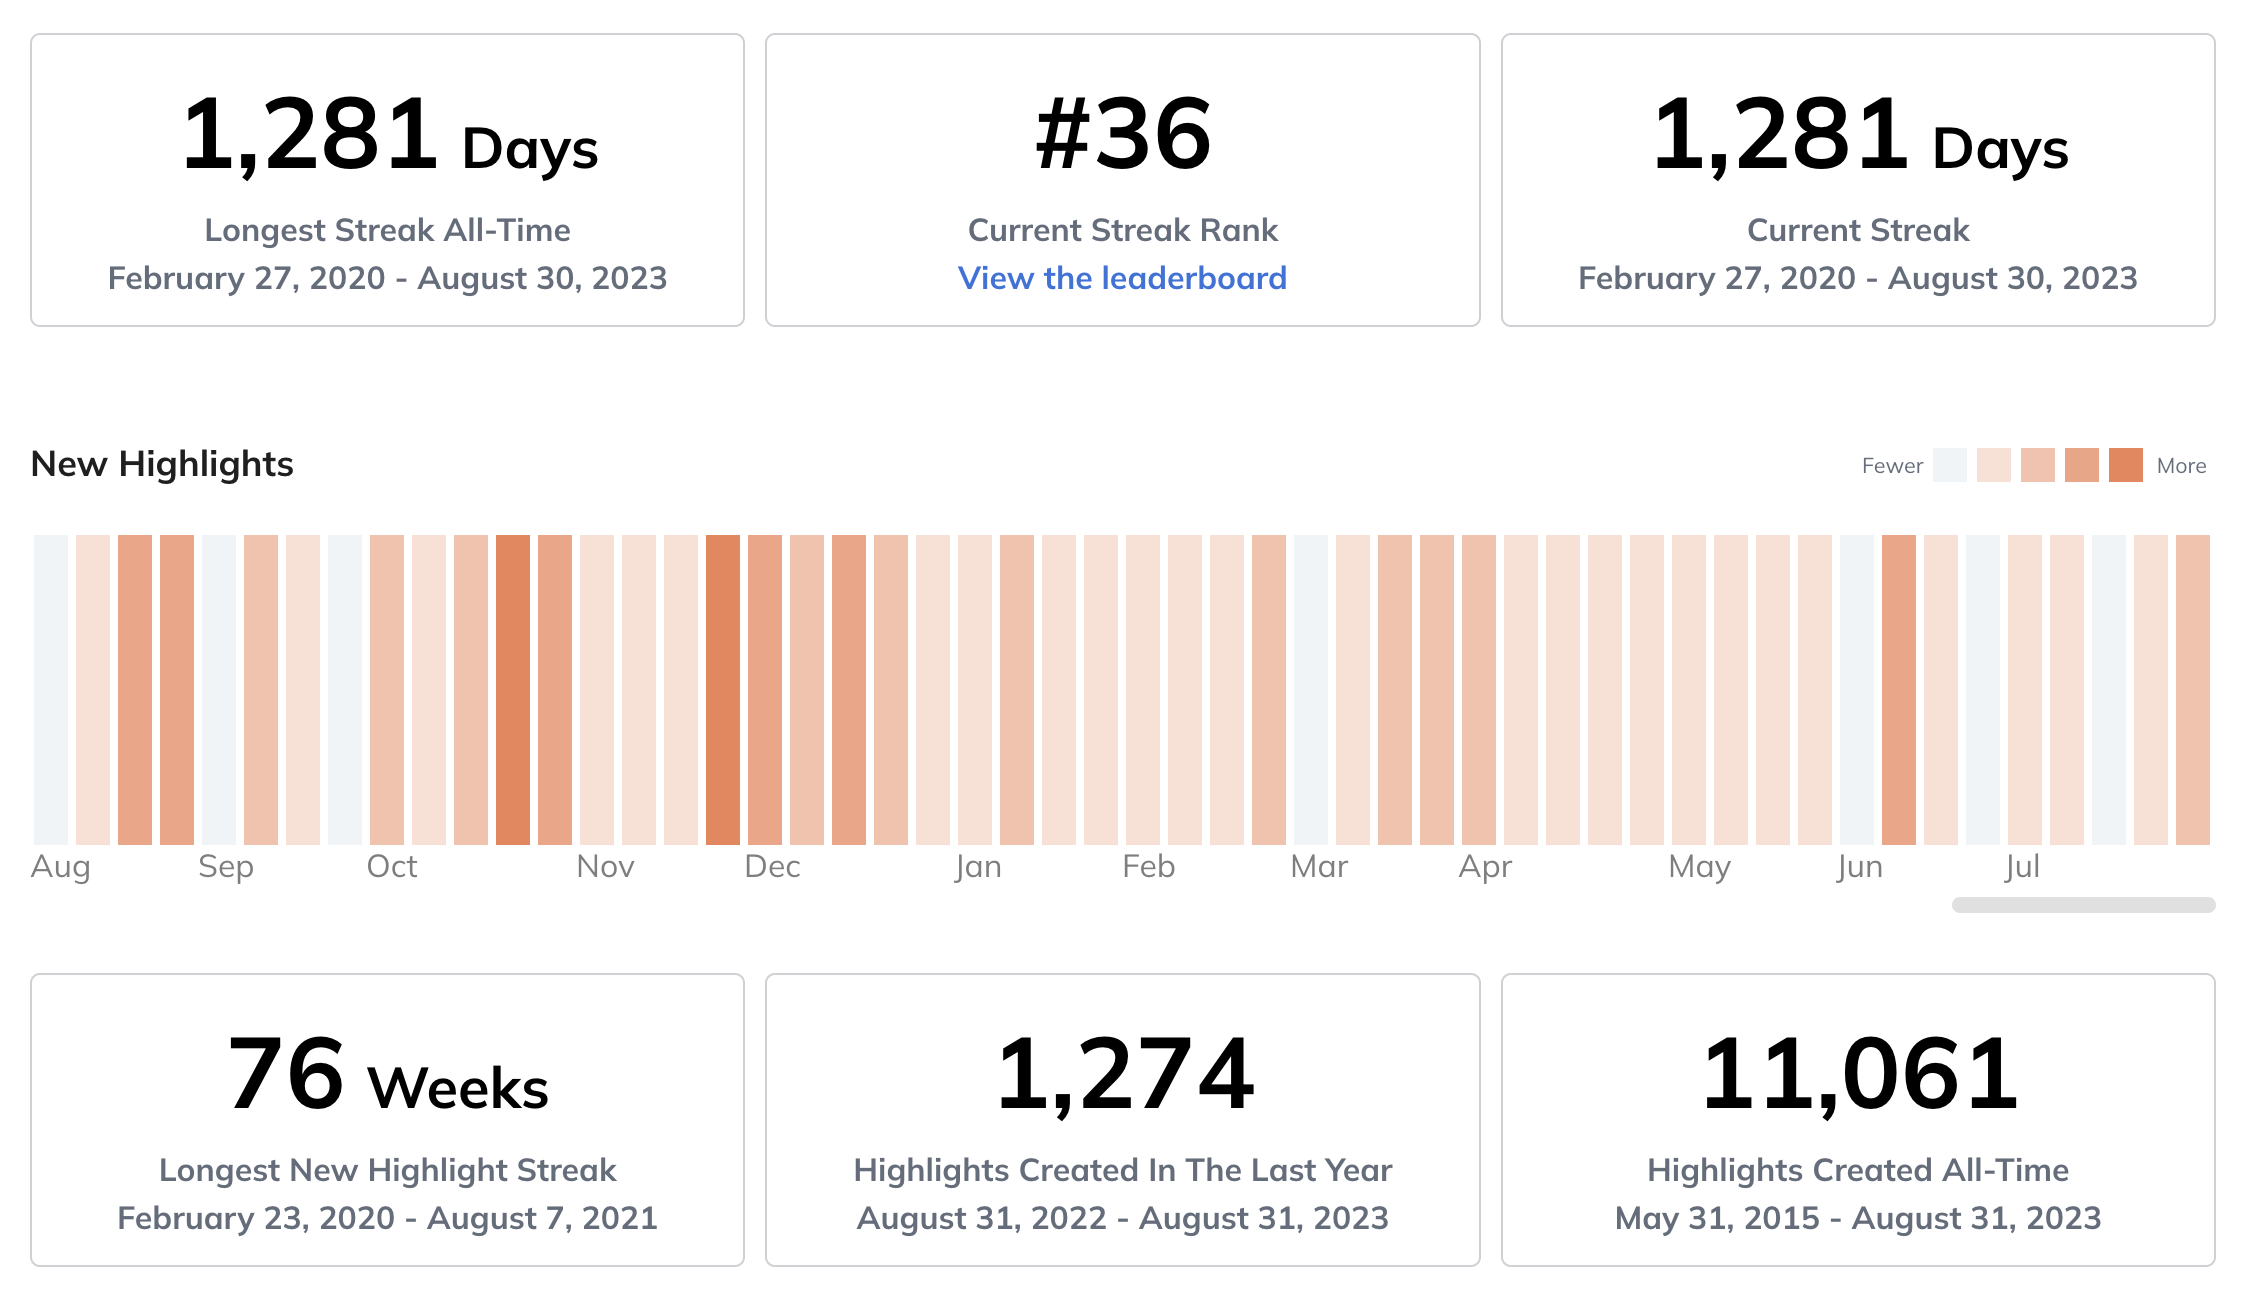 1,281 Days
Longest Streak All-Time
February 27, 2020 - August 30, 2023
#36
Current Streak Rank
View the leaderboard
1,281 Days
Current Streak
February 27, 2020 - August 30, 2023
New Highlights
Fewer More
Aug Sep Oct Nov Dec Jan Feb Mar Apr May Jun Jul
76 Weeks
Longest New Highlight Streak
February 23, 2020 - August 7, 2021
1,274
Highlights Created In The Last Year
August 31, 2022 - August 31, 2023
11,061
Highlights Created All-Time
May 31, 2015 - August 31, 2023